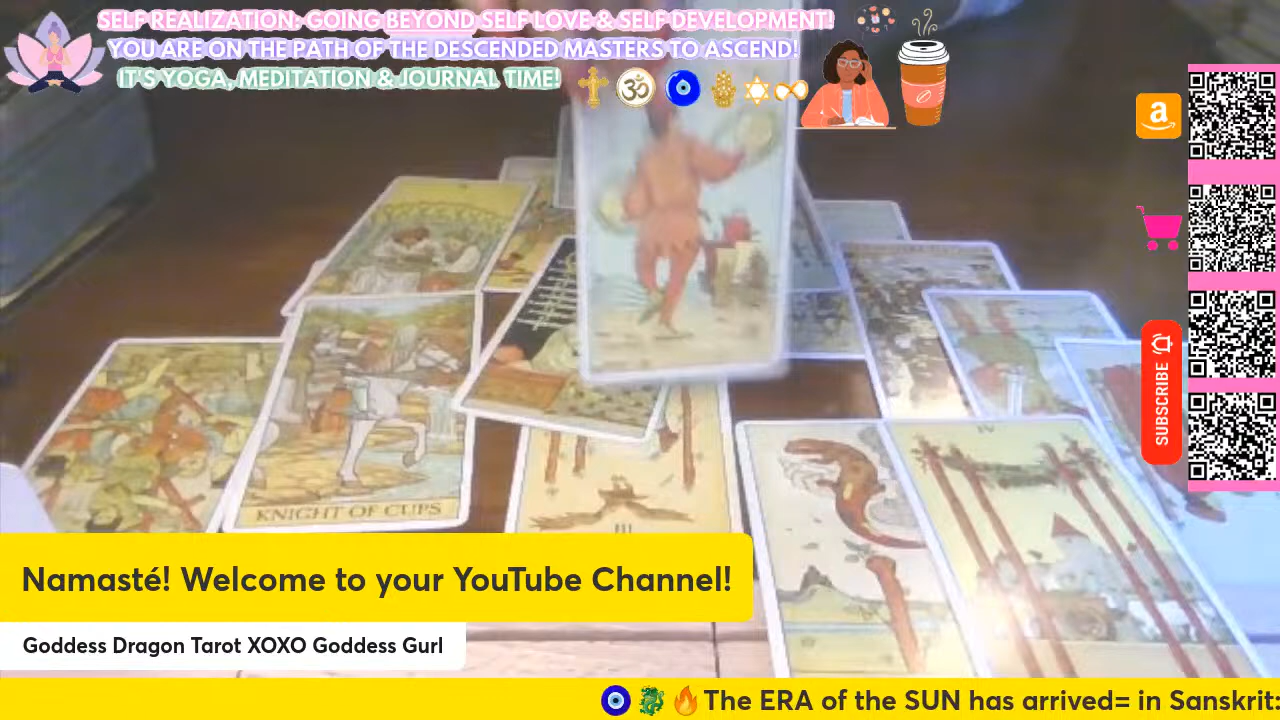 SELF REALIZATION: GOING BEYOND SELF LOVE & SELF DEVELOPMENT!
YOU ARE ON THE PATH OF THE DESCENDED MASTERS TO ASCEND!
IT'S YOGA, MEDITATION & JOURNAL TIME!
ॐ
a
SUBSCRIBE
KNIGHT OF CUPS
III
IV
Namasté! Welcome to your YouTube Channel!
Goddess Dragon Tarot XOXO Goddess Gurl
The ERA of the SUN has arrived= in Sanskrit: